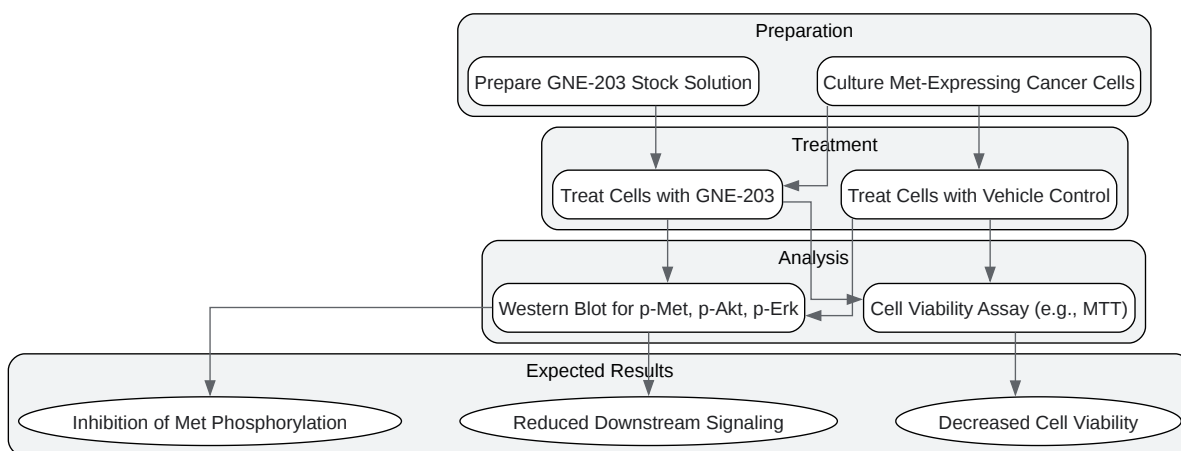 Preparation
Prepare GNE-203 Stock Solution
Culture Met-Expressing Cancer Cells
Treatment
Treat Cells with GNE-203
Treat Cells with Vehicle Control
Analysis
Western Blot for p-Met, p-Akt, p-Erk
Cell Viability Assay (e.g., MTT)
Expected Results
Inhibition of Met Phosphorylation
Reduced Downstream Signaling
Decreased Cell Viability